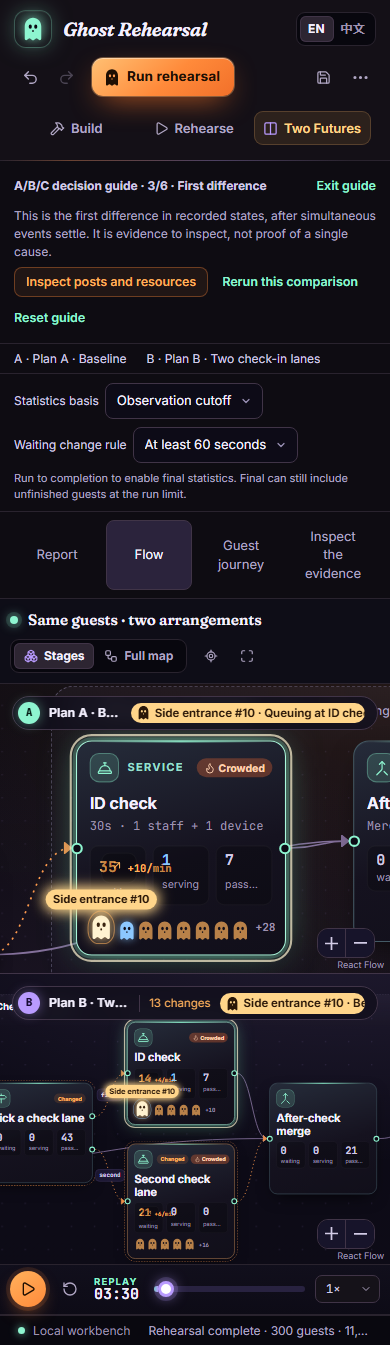 Ghost Rehearsal
EN 中文
Run rehearsal
Build Rehearse Two Futures
A/B/C decision guide · 3/6 · First difference Exit guide
This is the first difference in recorded states, after simultaneous
events settle. It is evidence to inspect, not proof of a single
cause.
Inspect posts and resources Rerun this comparison
Reset guide
A · Plan A · Baseline B · Plan B · Two check-in lanes
Statistics basis Observation cutoff
Waiting change rule At least 60 seconds
Run to completion to enable final statistics. Final can still include
unfinished guests at the run limit.
Report
Flow
Guest
journey
Inspect
the
evidence
Same guests · two arrangements
Stages Full map
A Plan A · B... Side entrance #10 · Queuing at ID che
SERVICE Crowded
ID check
30s · 1 staff + 1 device
35 +10/min 1 7
serving pass...
Side entrance #10
+28
Aft
Merg
0
wa
React Flow
B Plan B · Tw... 13 changes Side entrance #10 · Be
Crowded
ID check
+4/min 1 7
serving pass...
Side entrance #10
+10
Changed
ick a check lane
0 0 43
waiting serving pass...
After-check
merge
0 0 21
waiting serving pass...
second
Changed Crowded
Second check
lane
21 0 0
waiting serving pass...
+16
React Flow
REPLAY
03:30
1×
Local workbench Rehearsal complete · 300 guests · 11,...